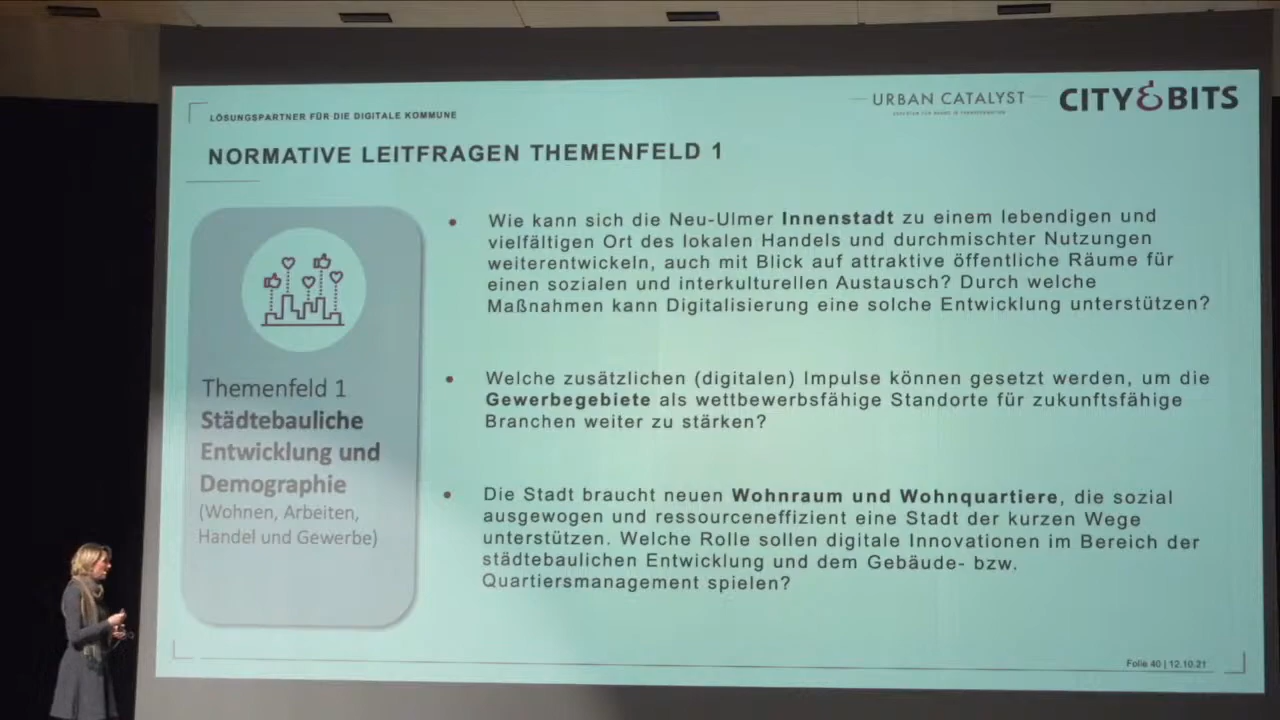 LÖSUNGSPARTNER FÜR DIE DIGITALE KOMMUNE
URBAN CATALYST
CITY&BITS
NORMATIVE LEITFRAGEN THEMENFELD 1
Themenfeld 1
Städtebauliche
Entwicklung und
Demographie
(Wohnen, Arbeiten,
Handel und Gewerbe)
• Wie kann sich die Neu-Ulmer Innenstadt zu einem lebendigen und
vielfältigen Ort des lokalen Handels und durchmischter Nutzungen
weiterentwickeln, auch mit Blick auf attraktive öffentliche Räume für
einen sozialen und interkulturellen Austausch? Durch welche
Maßnahmen kann Digitalisierung eine solche Entwicklung unterstützen?
• Welche zusätzlichen (digitalen) Impulse können gesetzt werden, um die
Gewerbegebiete als wettbewerbsfähige Standorte für zukunftsfähige
Branchen weiter zu stärken?
• Die Stadt braucht neuen Wohnraum und Wohnquartiere, die sozial
ausgewogen und ressourceneffizient eine Stadt der kurzen Wege
unterstützen. Welche Rolle sollen digitale Innovationen im Bereich der
städtebaulichen Entwicklung und dem Gebäude- bzw.
Quartiersmanagement spielen?
Folie 40 | 12.10.21